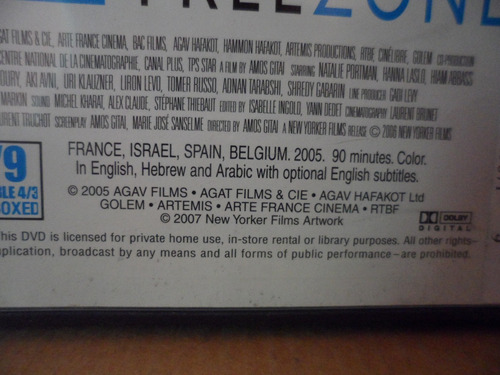 FREEZONE
AGAT FILMS & CIE, ARTE FRANCE CINEMA, BAC FILMS, AGAV HAFAKOT, HAMMON HAFAKOT, ARTEMIS PRODUCTIONS, RTBF CINÉLIBRE, GOLEM CO-PRODUCTION
CENTRE NATIONAL DE LA CINEMATOGRAPHIE, CANAL PLUS, TPS STAR A FILM BY AMOS GITAI STARRING NATALIE PORTMAN, HANNA LASLO, HIAM ABBASS
AKI AVNI, URI KLAUZNER, LIRON LEVO, TOMER RUSSO, ADNAN TARABSHI, SHREDY GABARIN LINE PRODUCER GADI LEVY
SOUND MICHEL KHARAT, ALEX CLAUDE, STÉPHANE THIEBAUT EDITED BY ISABELLE INGOLD, YANN DEDET CINEMATOGRAPHY LAURENT BRUNET
LAURENT TRUCHOT SCREENPLAY AMOS GITAI, MARIE JOSÉ SANSELME DIRECTED BY AMOS GITAI A NEW YORKER FILMS RELEASE © 2006 NEW YORKER FILMS
/9
4/3
BOXED
FRANCE, ISRAEL, SPAIN, BELGIUM. 2005. 90 minutes. Color.
In English, Hebrew and Arabic with optional English subtitles.
© 2005 AGAV FILMS • AGAT FILMS & CIE • AGAV HAFAKOT Ltd
GOLEM • ARTEMIS • ARTE FRANCE CINEMA • RTBF
© 2007 New Yorker Films Artwork
DOLBY
DIGITAL
This DVD is licensed for private home use, in-store rental or library purposes. All other rights–
plication, broadcast by any means and all forms of public performance – are prohibited.